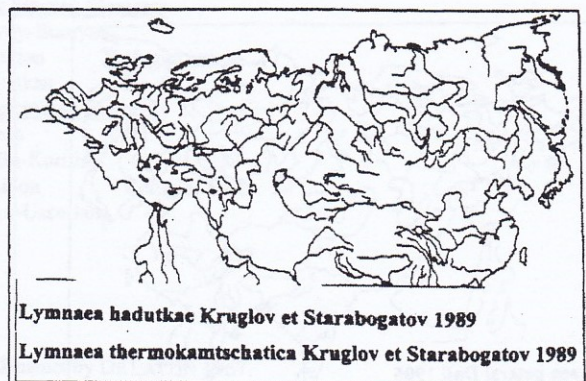 Lymnaea hadutkae Kruglov et Starabogatov 1989
Lymnaea thermokamtschatica Kruglov et Starabogatov 1989